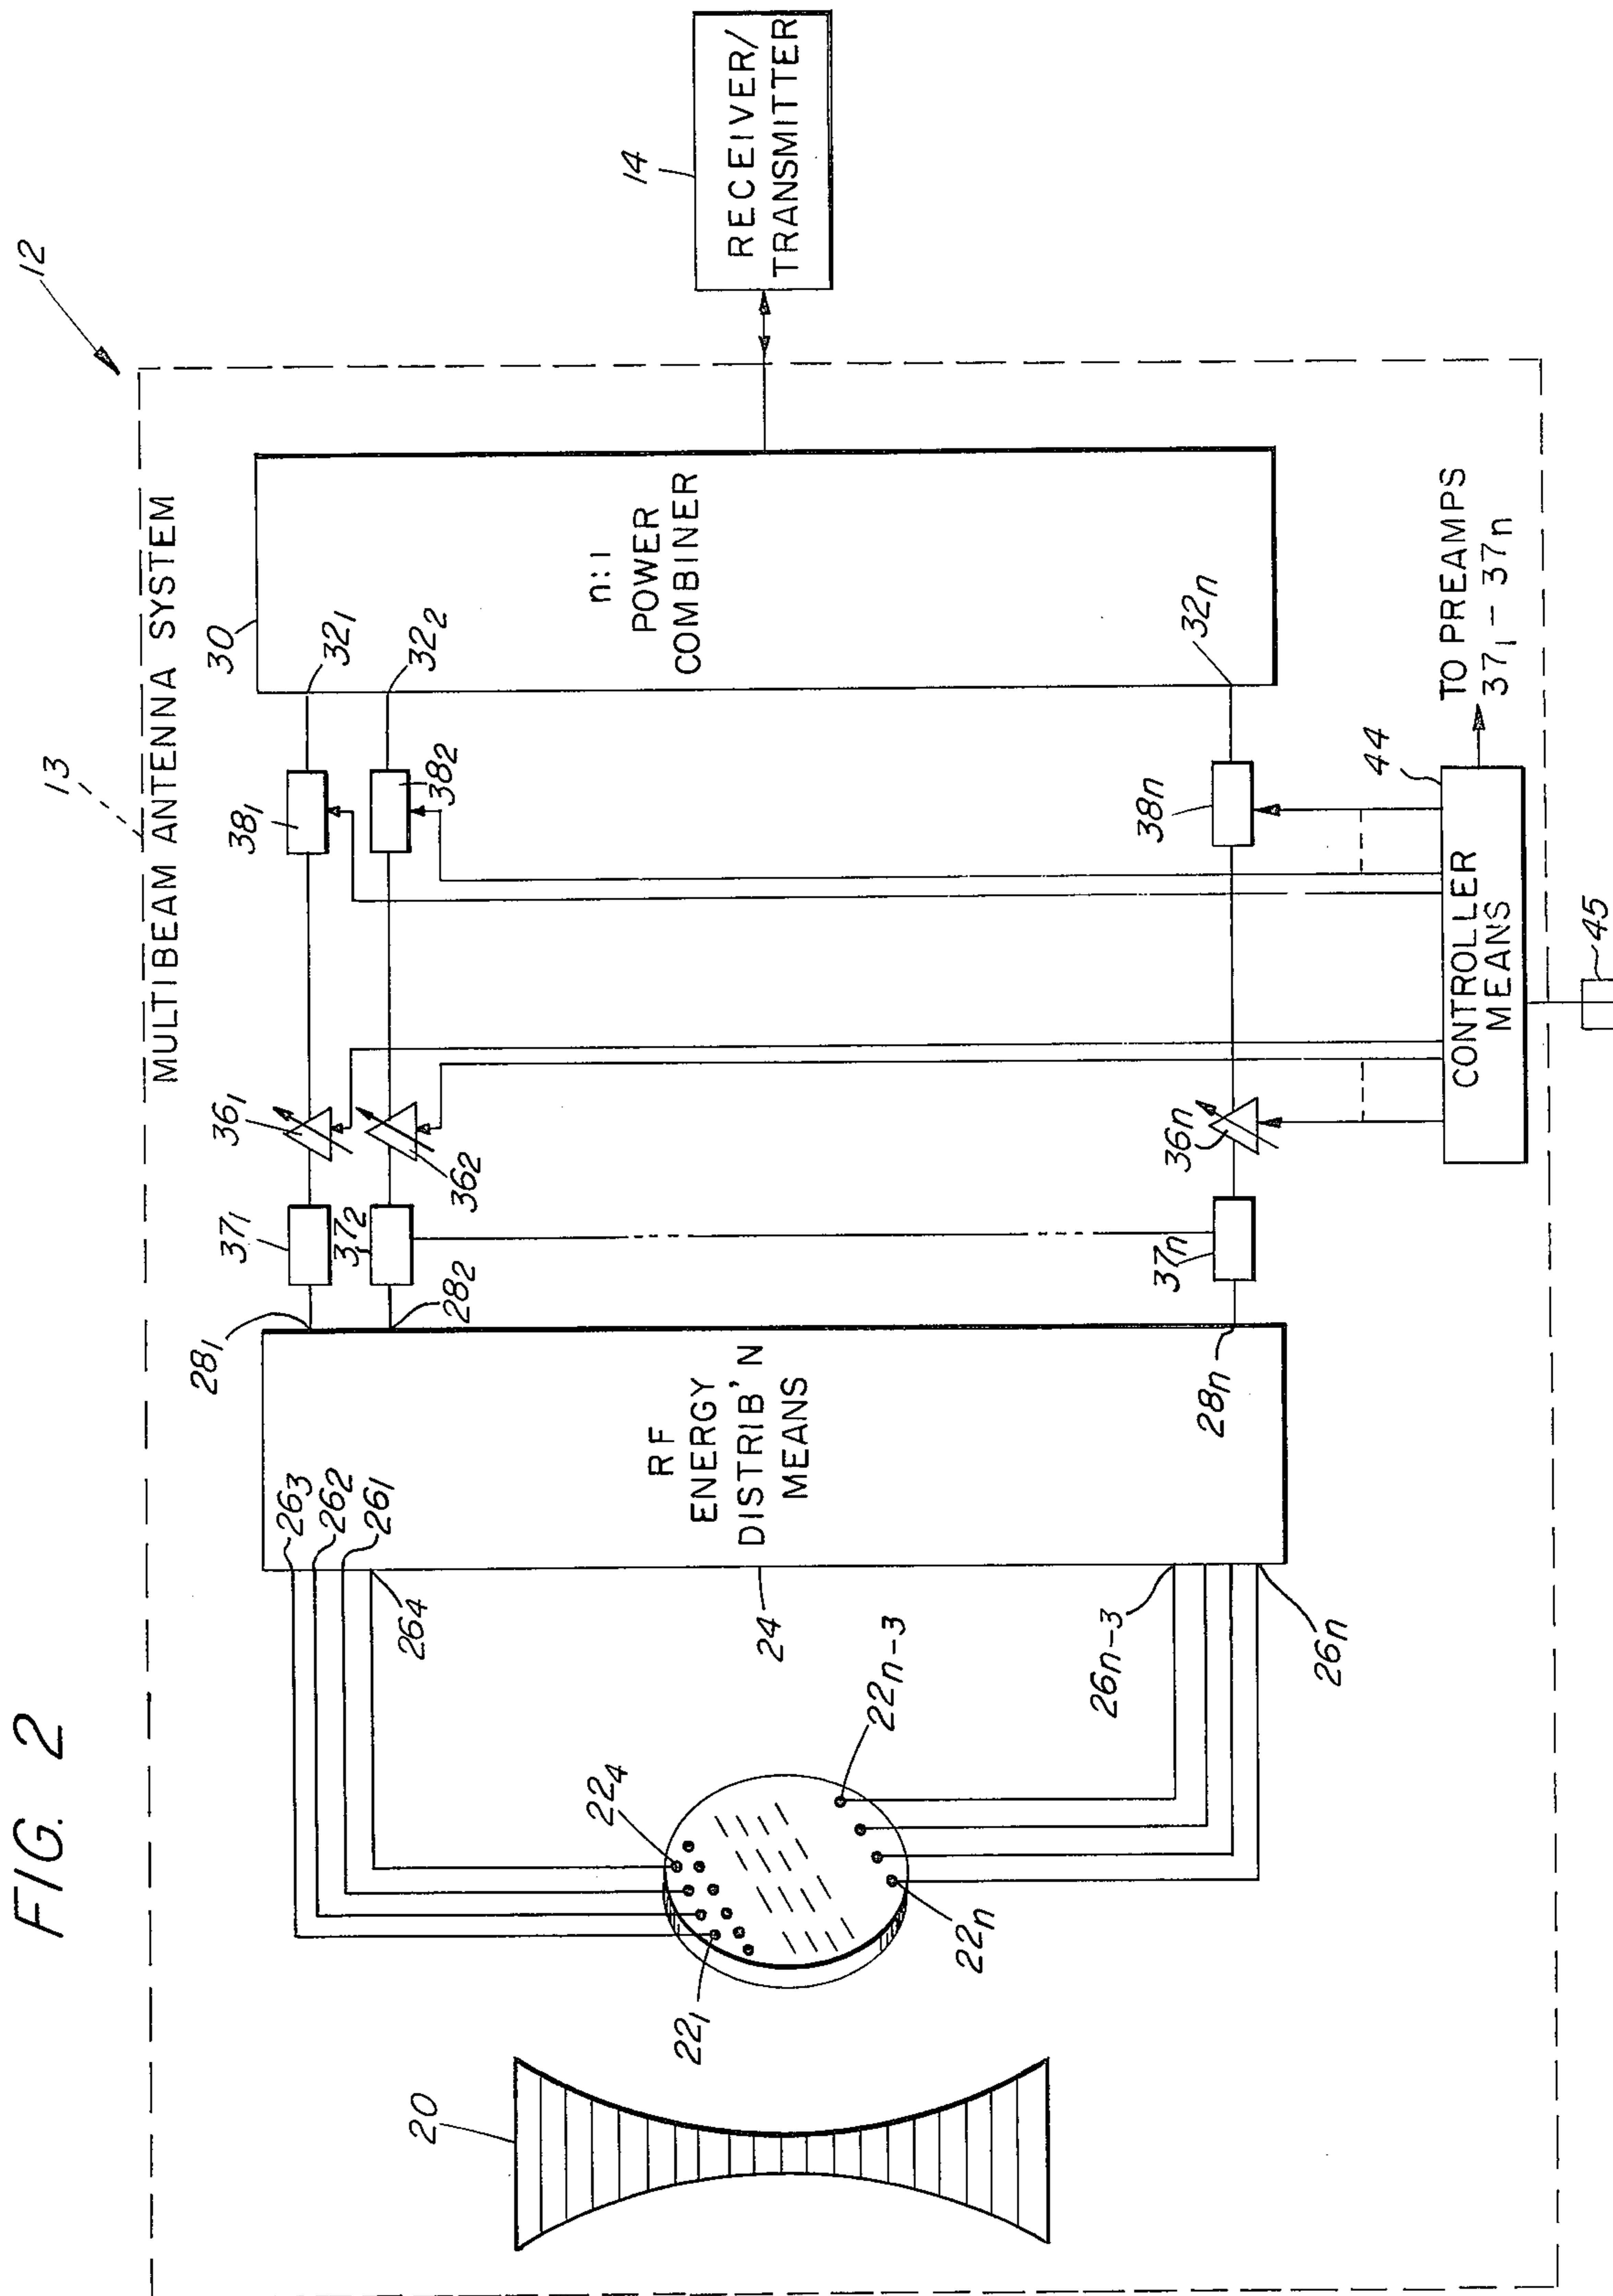 FIG. 2
12
13
MULTIBEAM ANTENNA SYSTEM
20
22₁
22₄
22n-3
22n
26₃
26₂
26₁
26₄
24
26n-3
26n
RF
ENERGY
DISTRIB'N
MEANS
28₁
28₂
28n
37₁
37₂
37n
36₁
36₂
36n
38₁
38₂
38n
30
32₁
32₂
32n
n:1
POWER
COMBINER
14
RECEIVER/
TRANSMITTER
44
CONTROLLER
MEANS
45
TO PREAMPS
37₁-37n